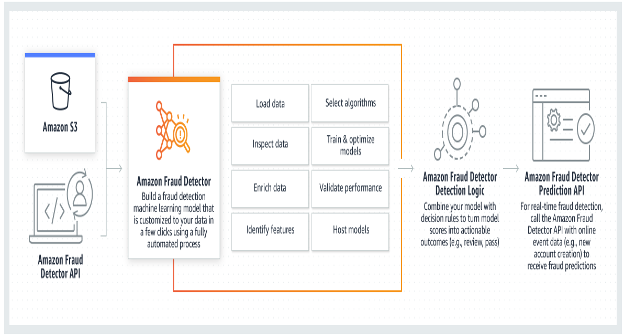 Amazon S3
Amazon Fraud
Detector API
Amazon Fraud Detector
Build a fraud detection
machine learning model that
is customized to your data in
a few clicks using a fully
automated process
Load data
Select algorithms
Inspect data
Train & optimize
models
Enrich data
Validate performance
Identify features
Host models
Amazon Fraud Detector
Detection Logic
Combine your model with
decision rules to turn model
scores into actionable
outcomes (e.g., review, pass)
Amazon Fraud Detector
Prediction API
For real-time fraud detection,
call the Amazon Fraud
Detector API with online
event data (e.g., new
account creation) to
receive fraud predictions